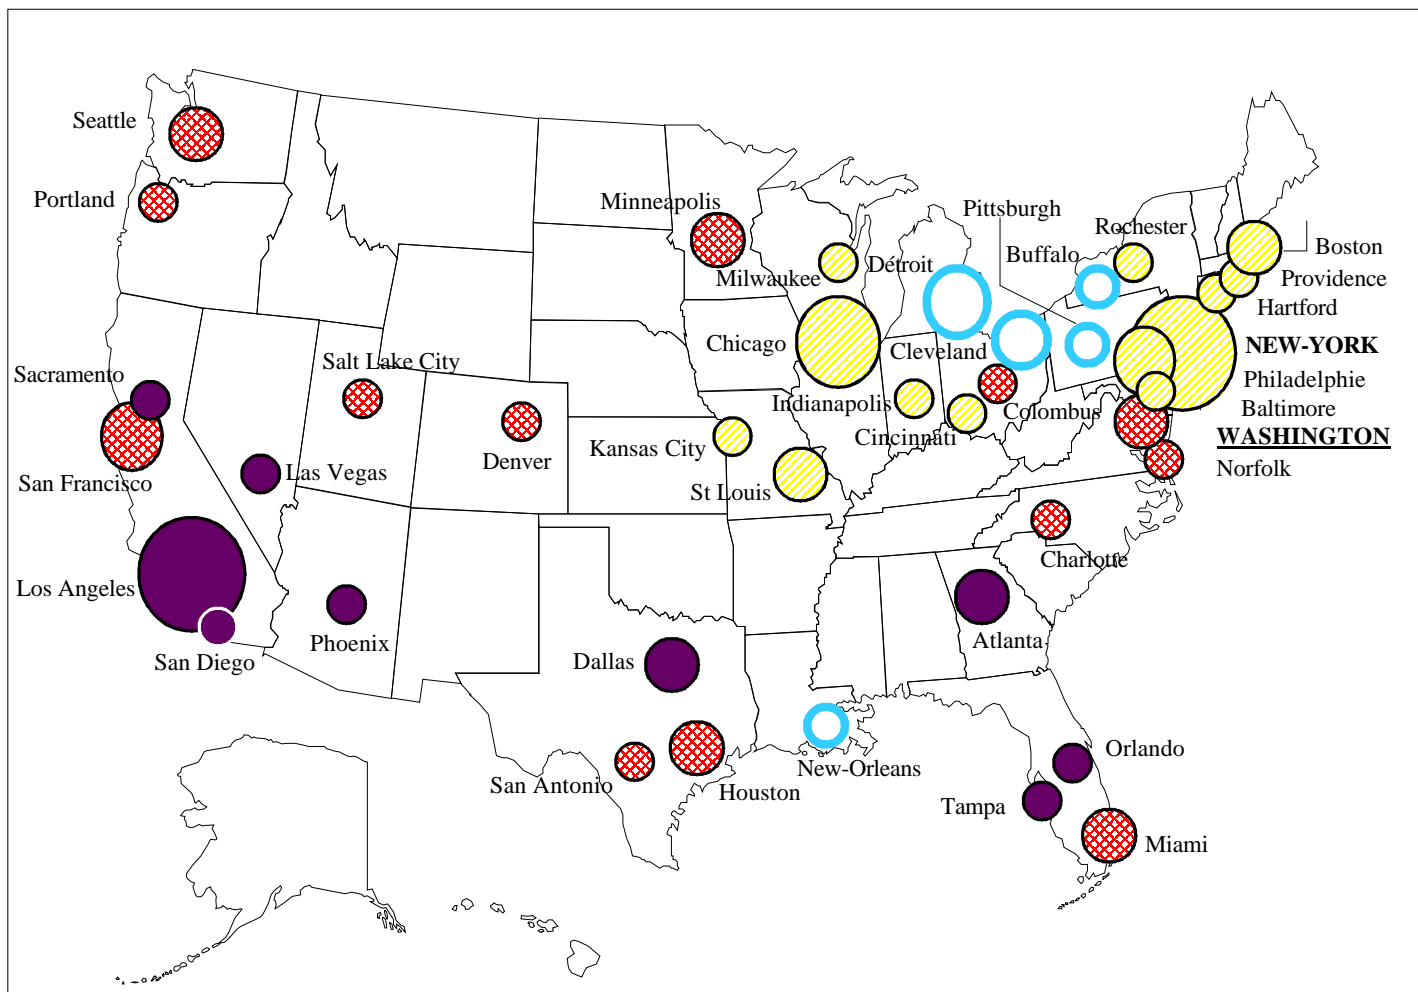 Seattle
Portland
Minneapolis
Pittsburgh
Rochester
Buffalo
Boston
Milwaukee
Détroit
Providence
Hartford
Chicago
Cleveland
NEW-YORK
Salt Lake City
Sacramento
Philadelphie
Indianapolis
Colombus
Baltimore
Cincinnati
WASHINGTON
Kansas City
Denver
Las Vegas
Norfolk
San Francisco
St Louis
Charlotte
Los Angeles
Phoenix
Atlanta
San Diego
Dallas
Orlando
New-Orleans
San Antonio
Houston
Tampa
Miami